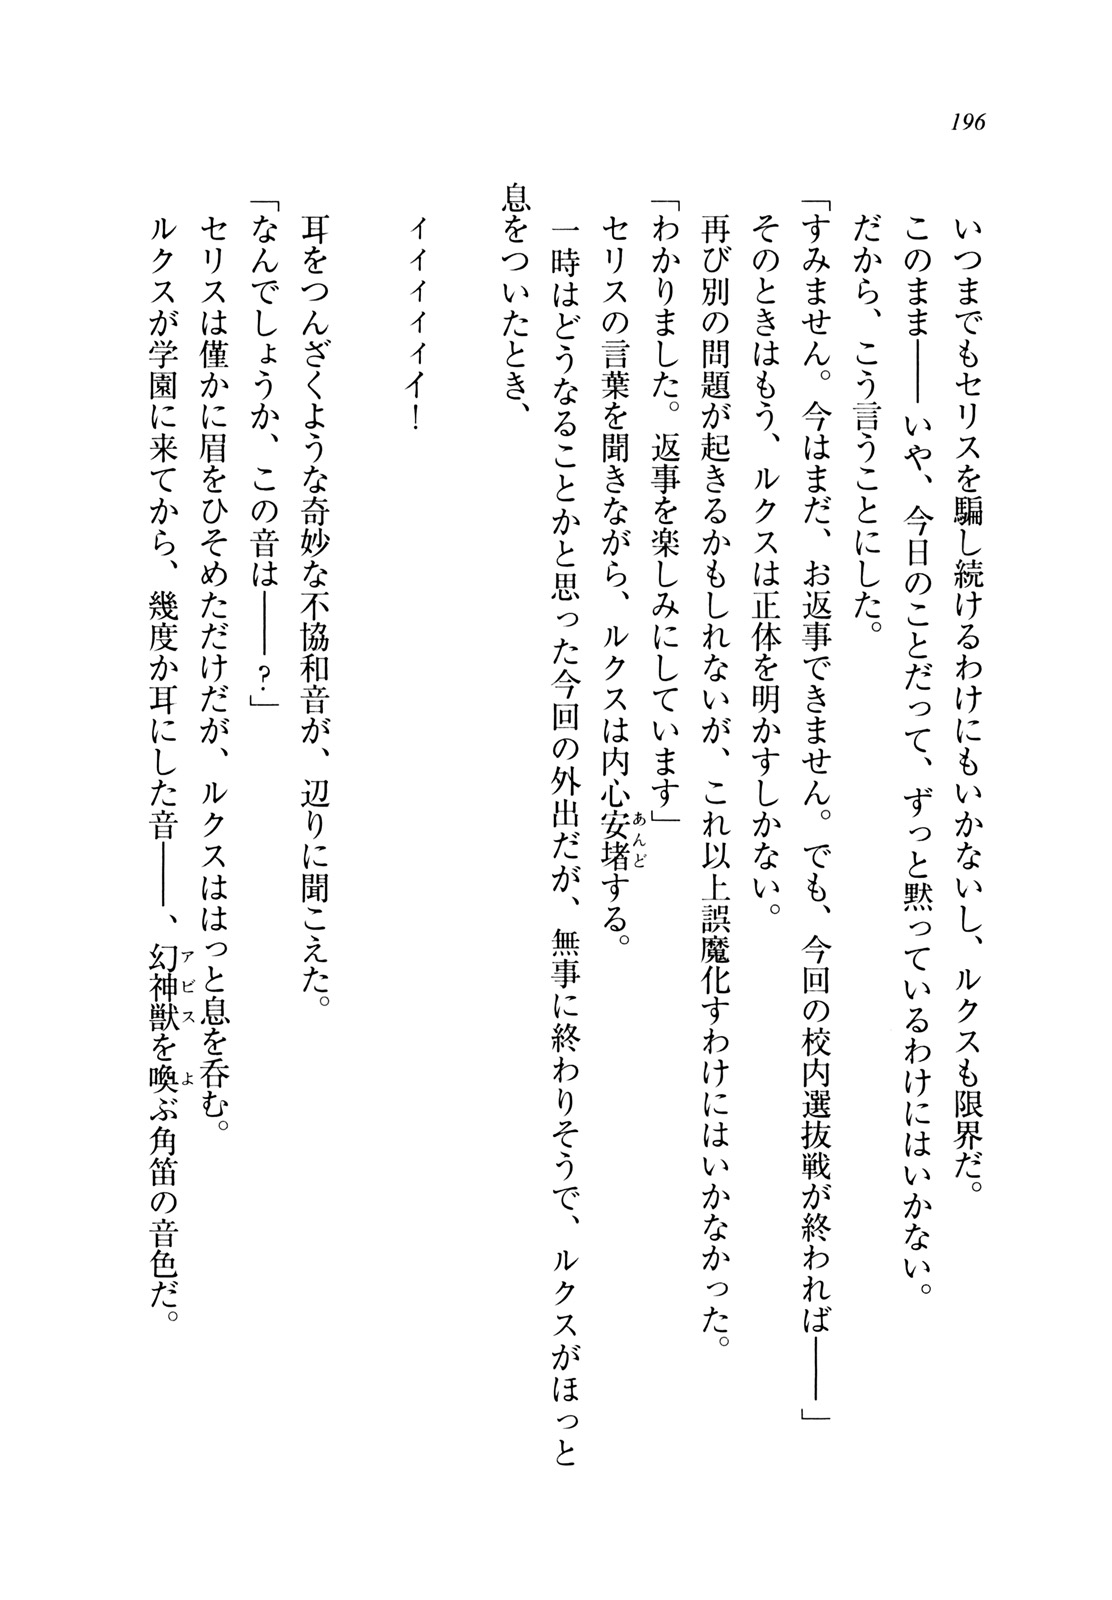 196
いつまでもセリスを騙し続けるわけにもいかないし、ルクスも限界だ。
このまま――いや、今日のことだって、ずっと黙っているわけにはいかない。
だから、こう言うことにした。
「すみません。今はまだ、お返事できません。でも、今回の校内選抜戦が終われば――」
そのときはもう、ルクスは正体を明かすしかない。
再び別の問題が起きるかもしれないが、これ以上誤魔化すわけにはいかなかった。
「わかりました。返事を楽しみにしています」
セリスの言葉を聞きながら、ルクスは内心安堵する。
あんど
一時はどうなることかと思った今回の外出だが、無事に終わりそうで、ルクスがほっと
息をついたとき、
ィィィィイ！
耳をつんざくような奇妙な不協和音が、辺りに聞こえた。
「なんでしょうか、この音は――？」
セリスは僅かに眉をひそめただけだが、ルクスははっと息を呑む。
ルクスが学園に来てから、幾度か耳にした音――、幻神獣を喚ぶ角笛の音色だ。
アビス
よ